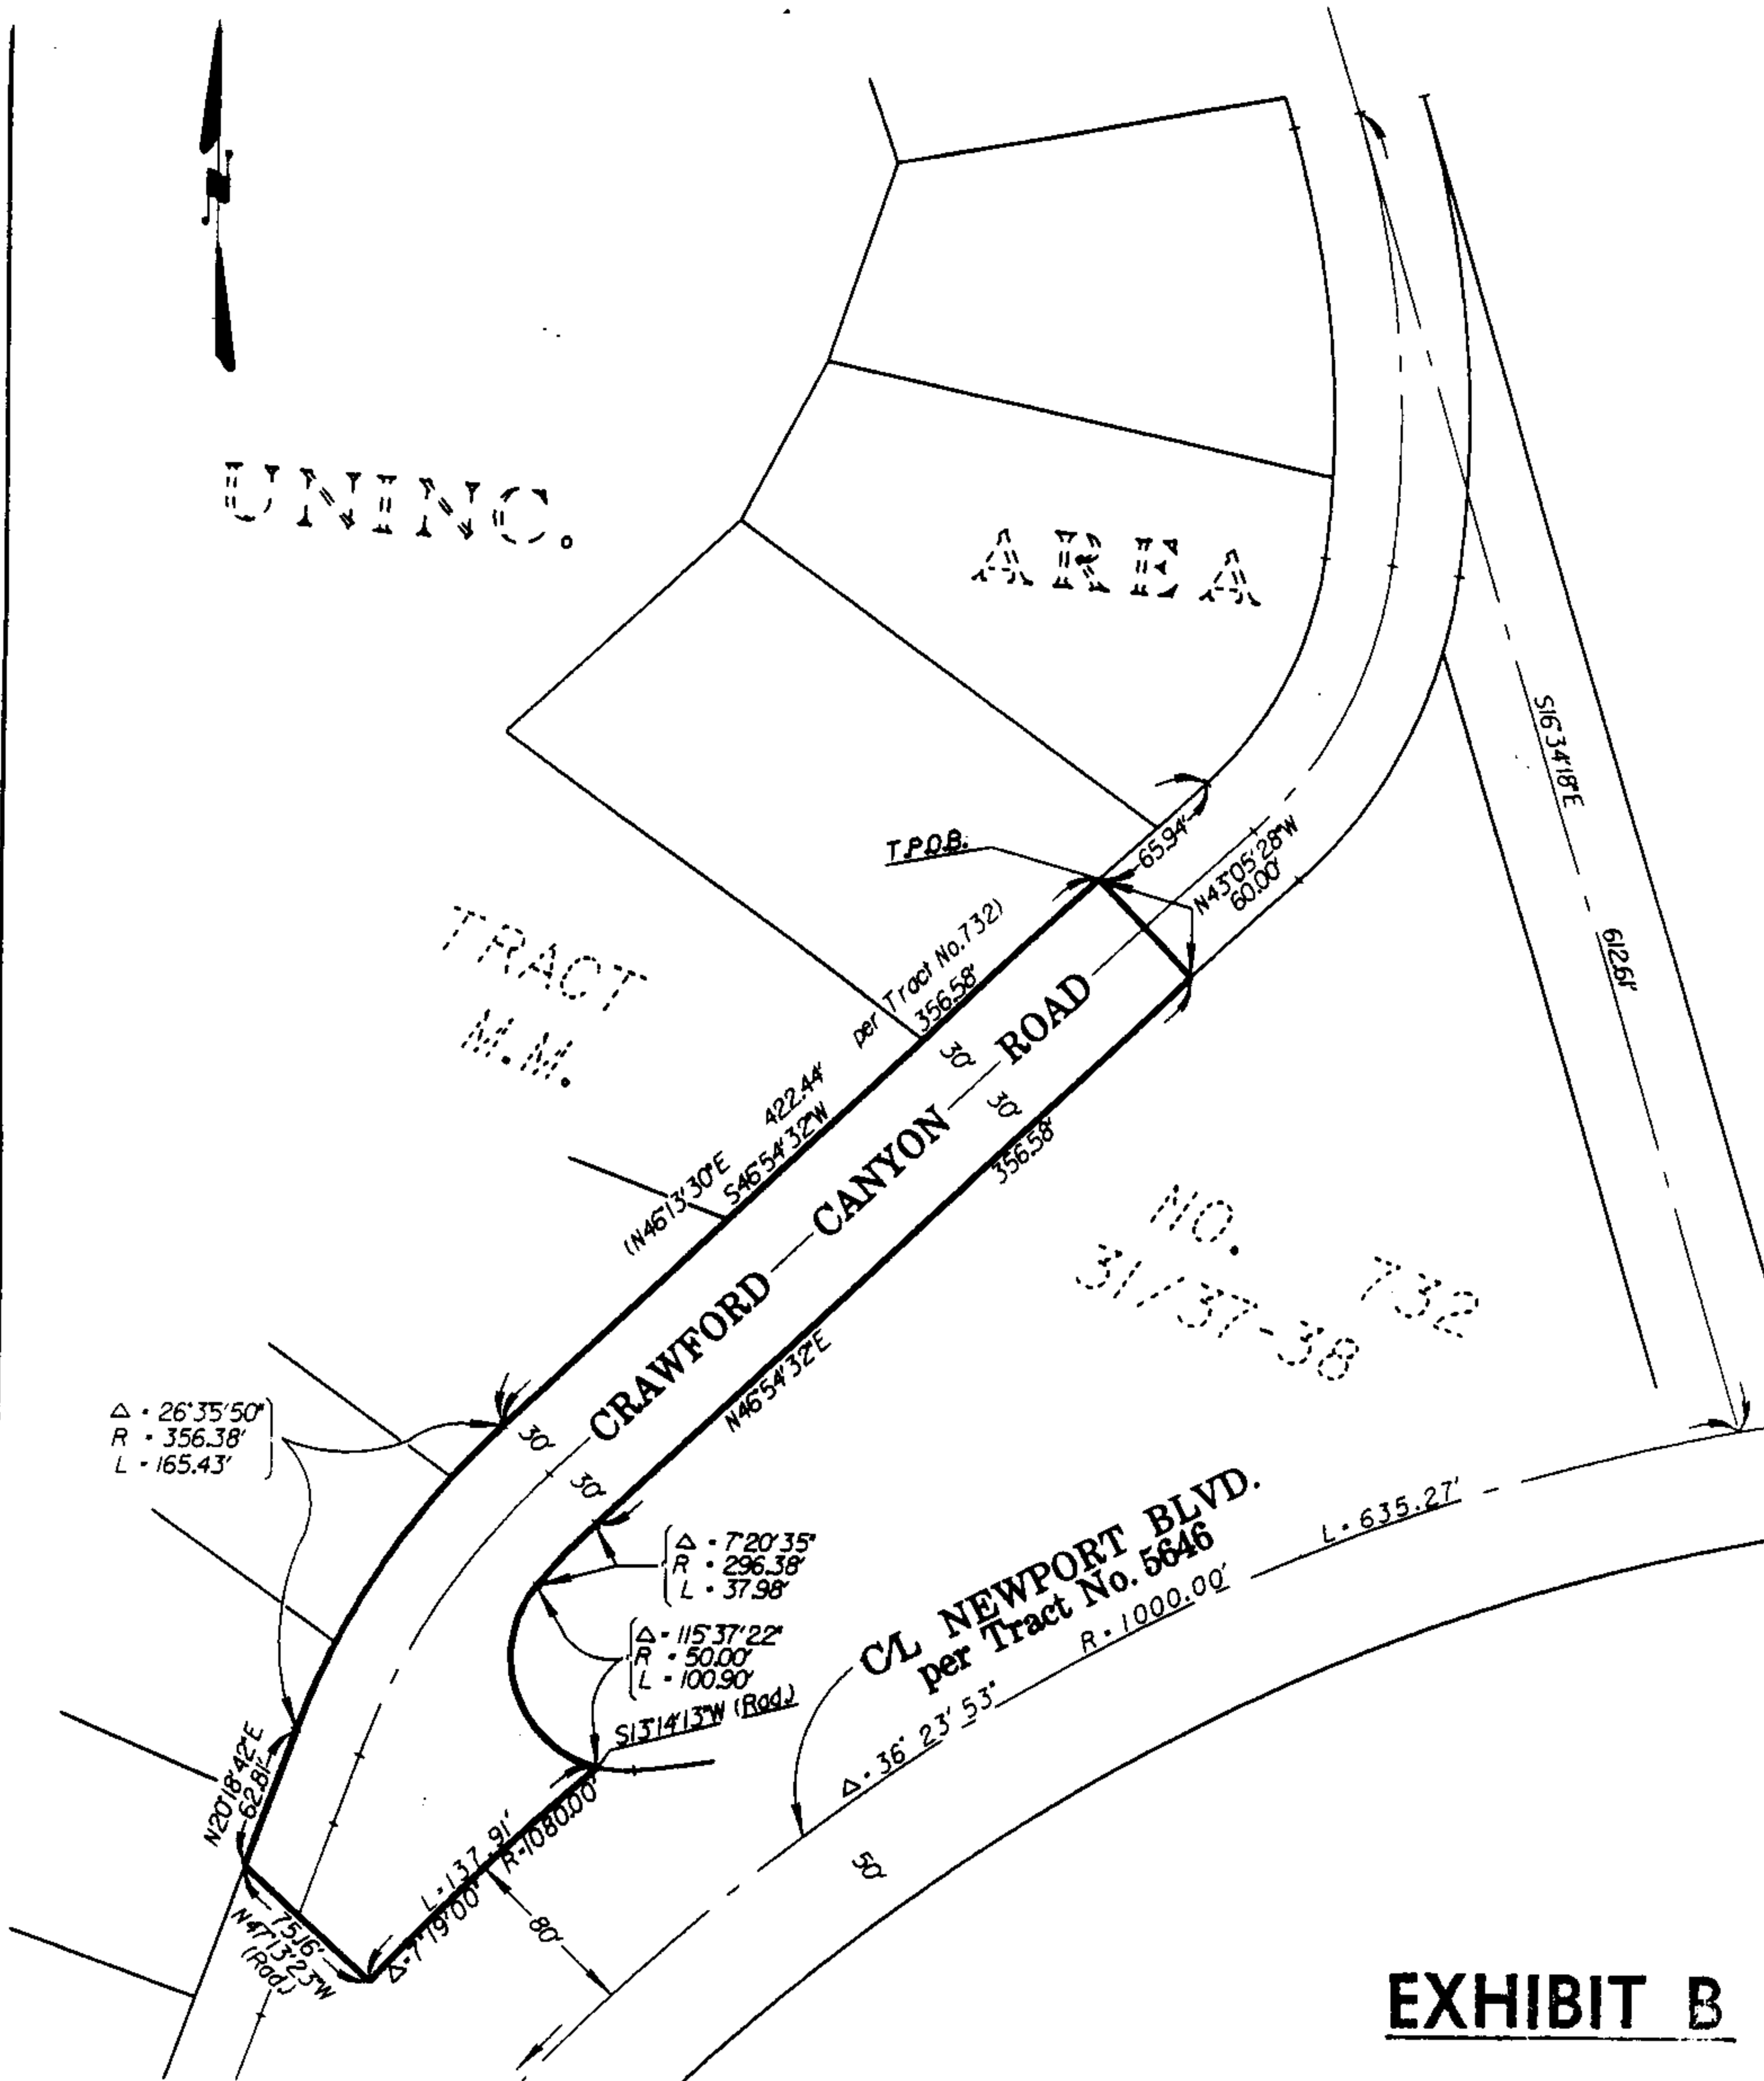 UNINC.
AREA
S16°34'18"E
612.61'
T.P.O.B.
65.94'
N43°05'28"W
60.00'
TRACT
M.M.
per Tract No.732)
356.58'
30'
ROAD
30'
CANYON
422.44'
(N46°13'30"E
S46°54'32"W
356.58'
NO.
732
31/37-38
CRAWFORD
N46°54'32"E
Δ = 26°35'50"
R = 356.38'
L = 165.43'
30'
30'
Δ = 7°20'35"
R = 296.38'
L = 37.98'
Δ = 115°37'22"
R = 50.00'
L = 100.90'
S13°14'13"W (Rad.)
C/L NEWPORT BLVD.
per Tract No. 5646
L = 635.27'
R = 1000.00'
Δ = 36° 23' 53"
N20°18'42"E
62.81'
L = 137.91'
R = 1080.00'
Δ = 7°19'00"
75.16'
N47°13'23"W
(Rad.)
80'
50'
EXHIBIT B